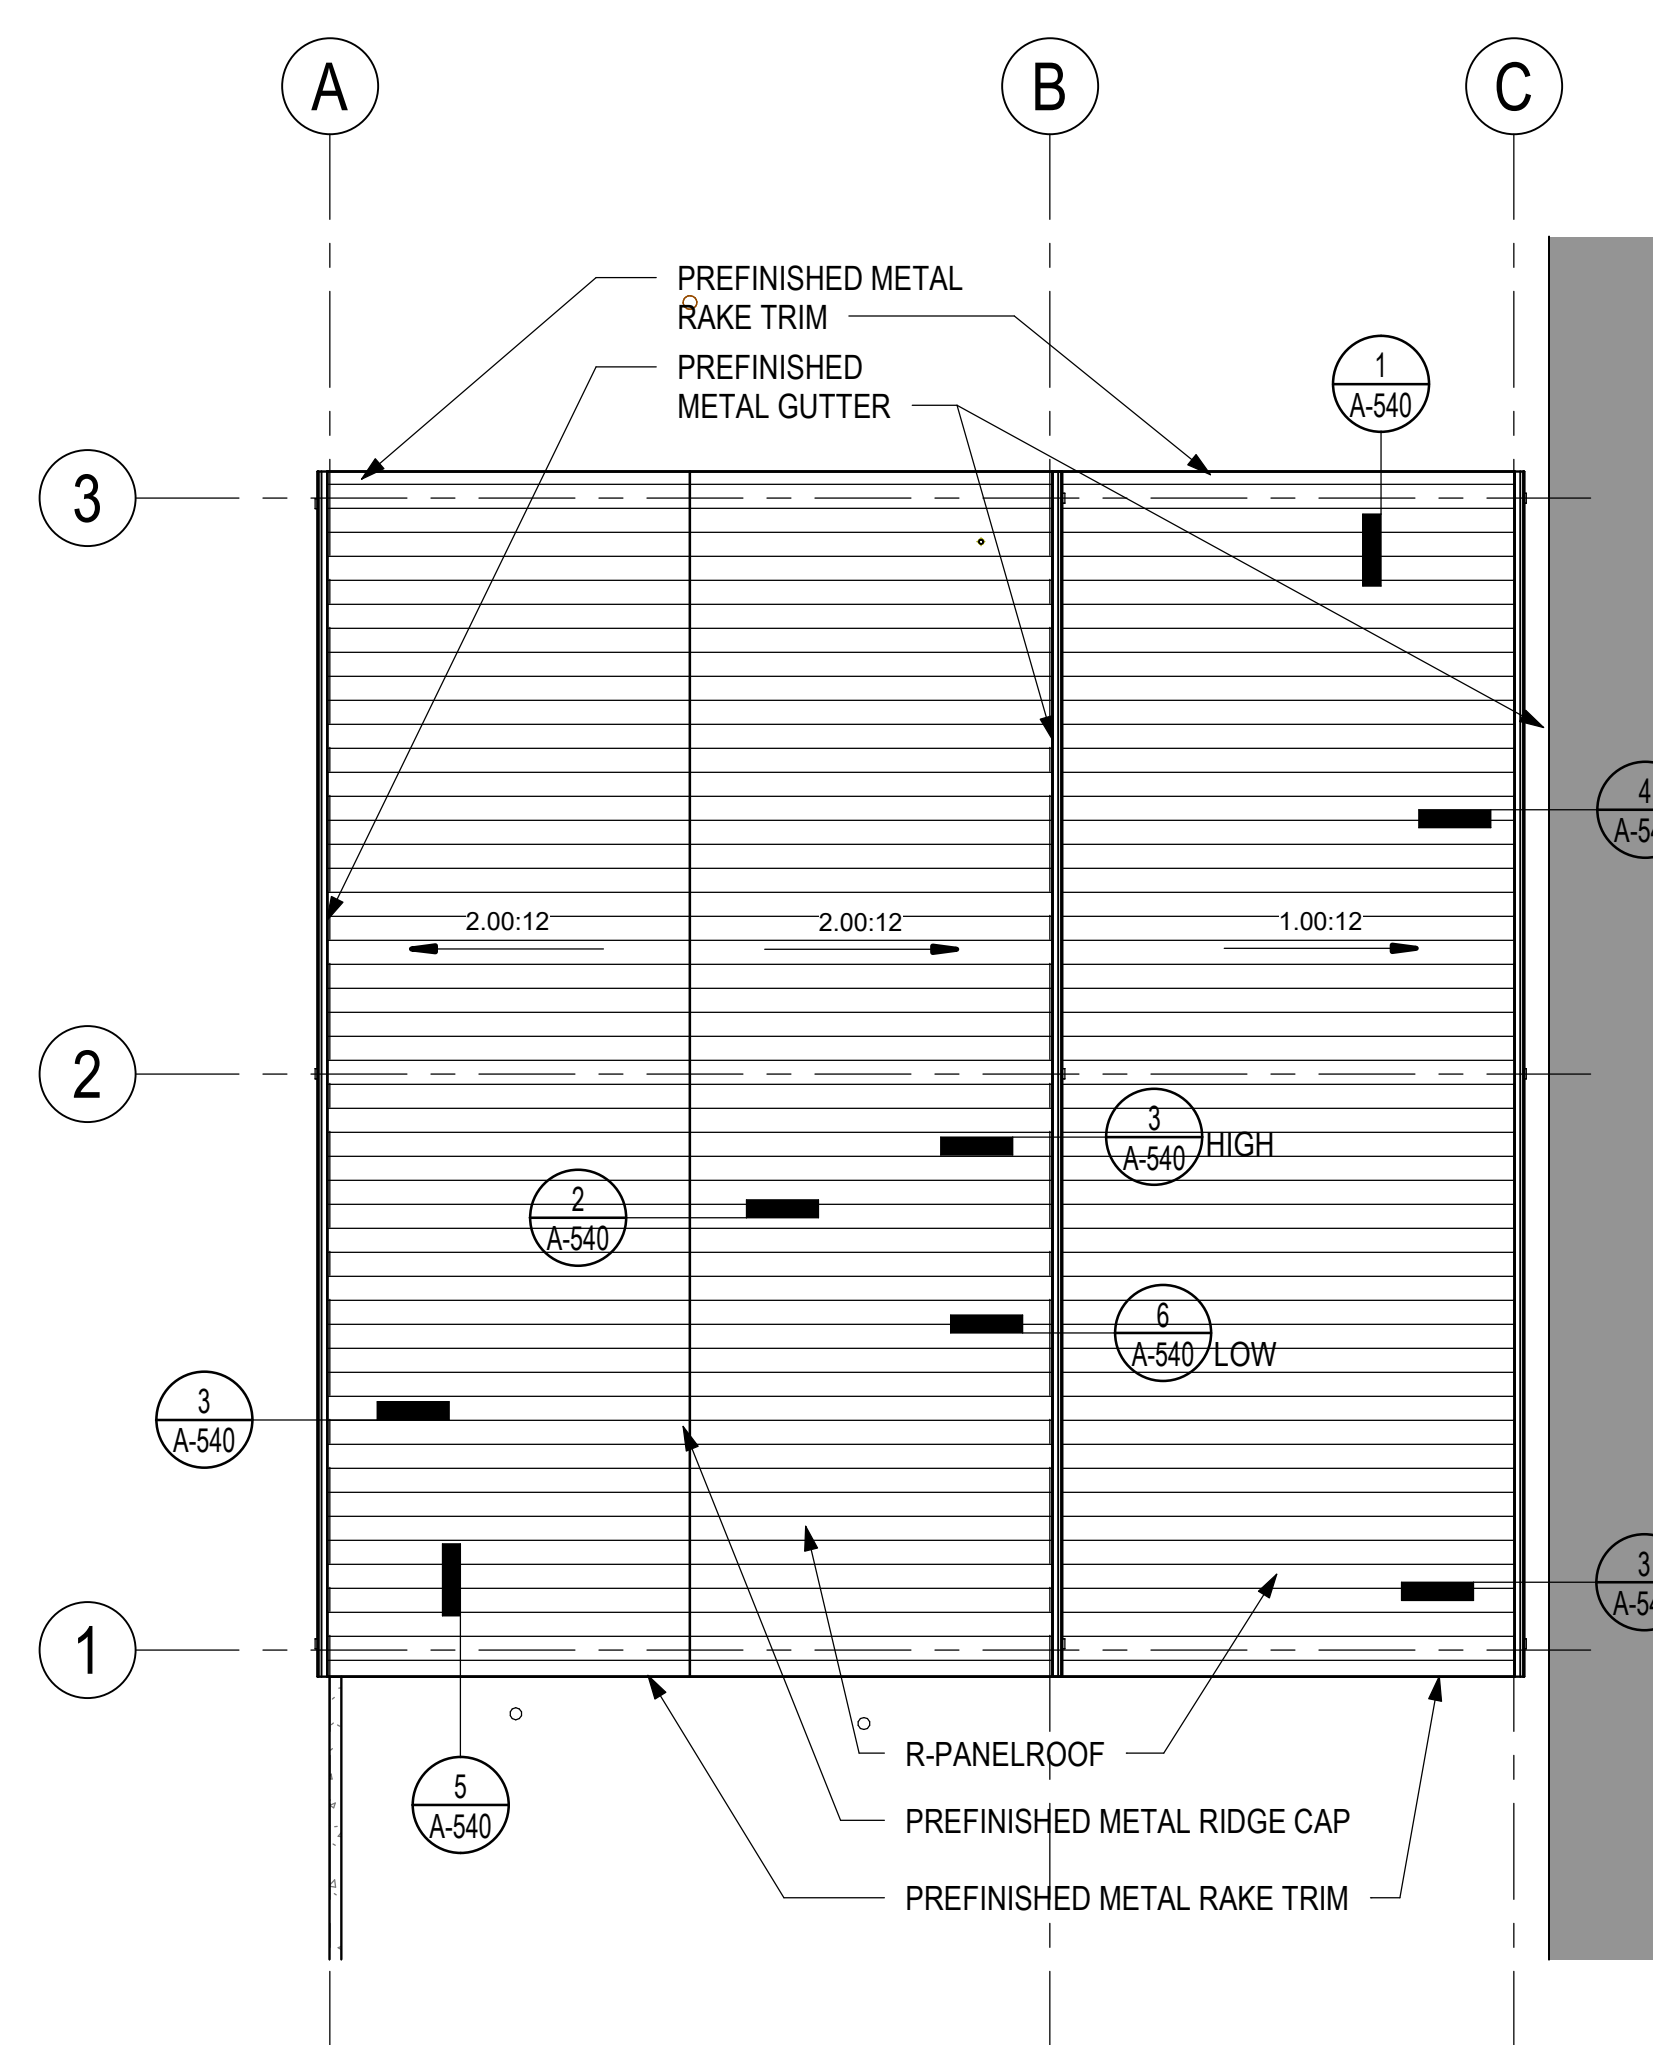 A
B
C
PREFINISHED METAL
RAKE TRIM
PREFINISHED
METAL GUTTER
1
A-540
3
4
A-54
2.00:12
2.00:12
1.00:12
2
3
A-540
HIGH
2
A-540
6
A-540
LOW
3
A-540
3
A-54
1
R-PANELROOF
5
A-540
PREFINISHED METAL RIDGE CAP
PREFINISHED METAL RAKE TRIM